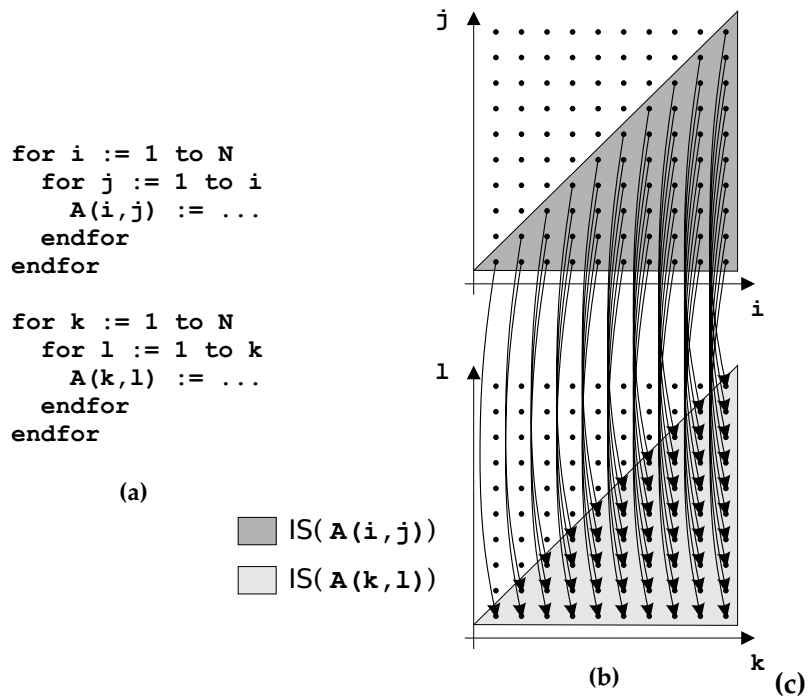 for i := 1 to N
  for j := 1 to i
    A(i,j) := ...
  endfor
endfor
for k := 1 to N
  for l := 1 to k
    A(k,l) := ...
  endfor
endfor
(a)
IS( A(i,j))
IS( A(k,l))
j
i
l
k
(b)
(c)